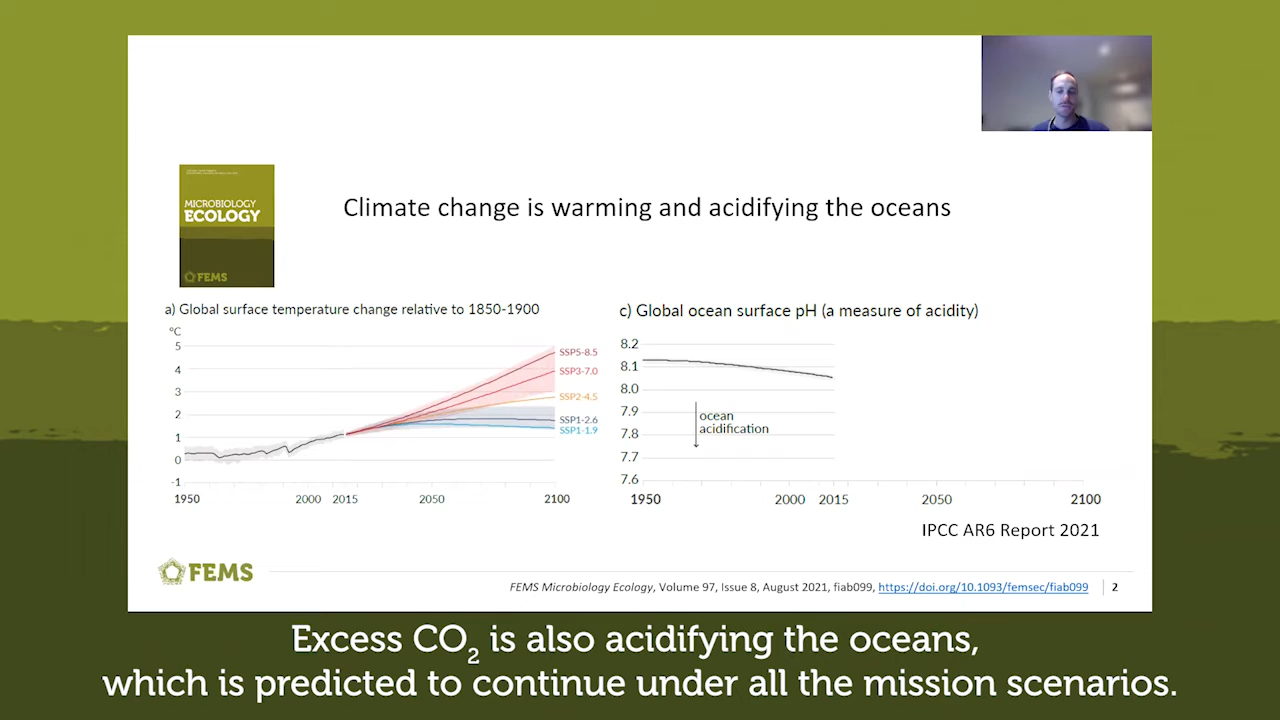 MICROBIOLOGY
ECOLOGY
FEMS
Climate change is warming and acidifying the oceans
a) Global surface temperature change relative to 1850-1900
°C
5
4
3
2
1
0
-1
1950
2000
2015
2050
2100
SSP5-8.5
SSP3-7.0
SSP2-4.5
SSP1-2.6
SSP1-1.9
c) Global ocean surface pH (a measure of acidity)
8.2
8.1
8.0
7.9
7.8
7.7
7.6
ocean
acidification
1950
2000
2015
2050
2100
IPCC AR6 Report 2021
FEMS
FEMS Microbiology Ecology, Volume 97, Issue 8, August 2021, fiab099, https://doi.org/10.1093/femsec/fiab099
2
Excess CO₂ is also acidifying the oceans,
which is predicted to continue under all the mission scenarios.